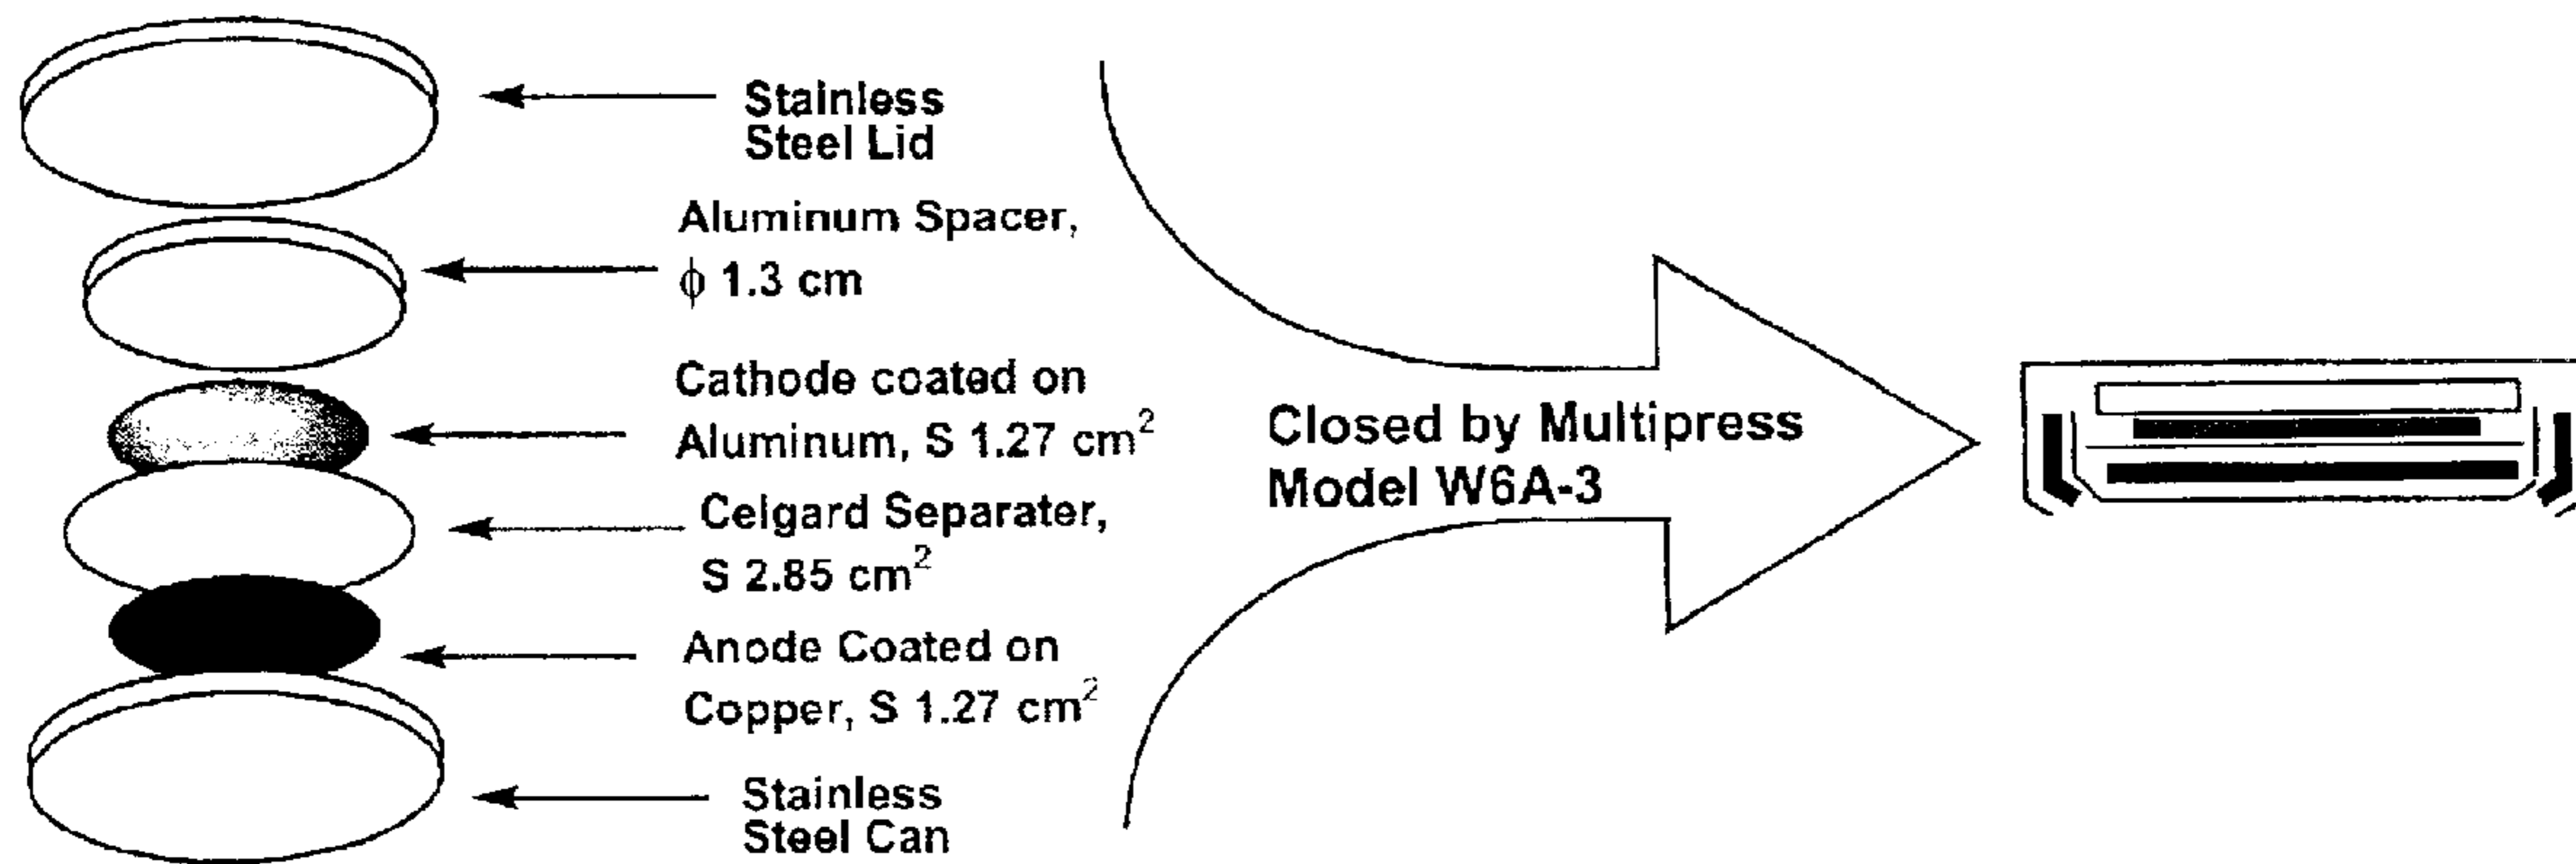 Stainless
Steel Lid
Aluminum Spacer,
ϕ 1.3 cm
Cathode coated on
Aluminum, S 1.27 cm²
Celgard Separater,
S 2.85 cm²
Anode Coated on
Copper, S 1.27 cm²
Stainless
Steel Can
Closed by Multipress
Model W6A-3